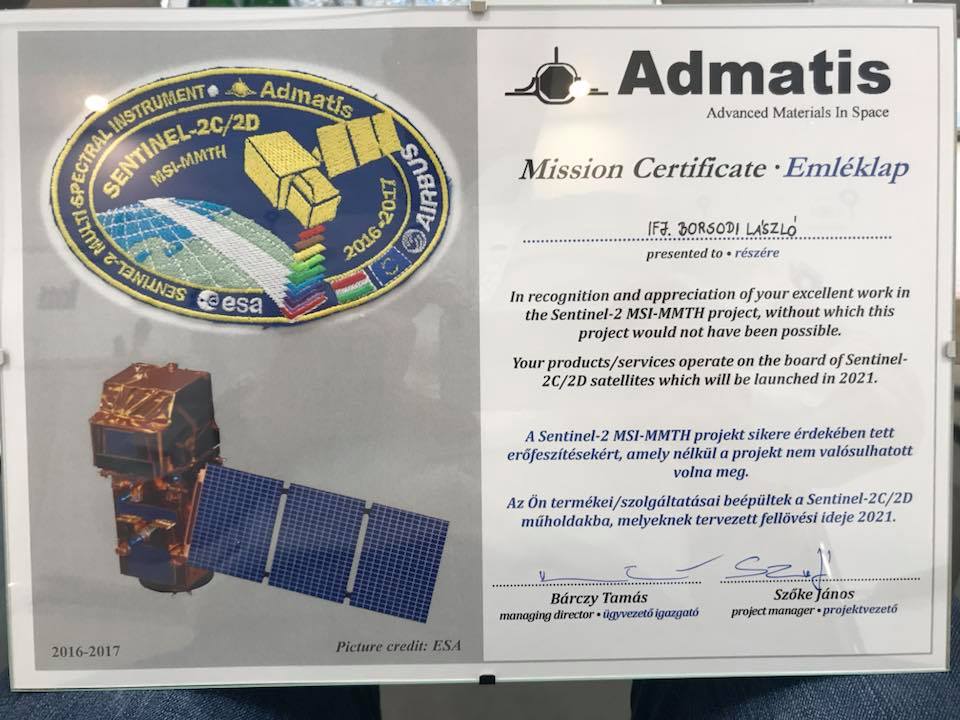 SENTINEL-2 MULTI-SPECTRAL INSTRUMENT
Admatis
AIRBUS
SENTINEL-2C/2D
MSI-MMTH
2016-2017
esa
2016-2017
Picture credit: ESA
Admatis
Advanced Materials In Space
Mission Certificate · Emléklap
IFJ. BORSODI LÁSZLÓ
presented to • részére
In recognition and appreciation of your excellent work in
the Sentinel-2 MSI-MMTH project, without which this
project would not have been possible.
Your products/services operate on the board of Sentinel-
2C/2D satellites which will be launched in 2021.
A Sentinel-2 MSI-MMTH projekt sikere érdekében tett
erőfeszítésekért, amely nélkül a projekt nem valósulhatott
volna meg.
Az Ön termékei/szolgáltatásai beépültek a Sentinel-2C/2D
műholdakba, melyeknek tervezett fellövési ideje 2021.
Bárczy Tamás
managing director • ügyvezető igazgató
Szőke János
project manager • projektvezető